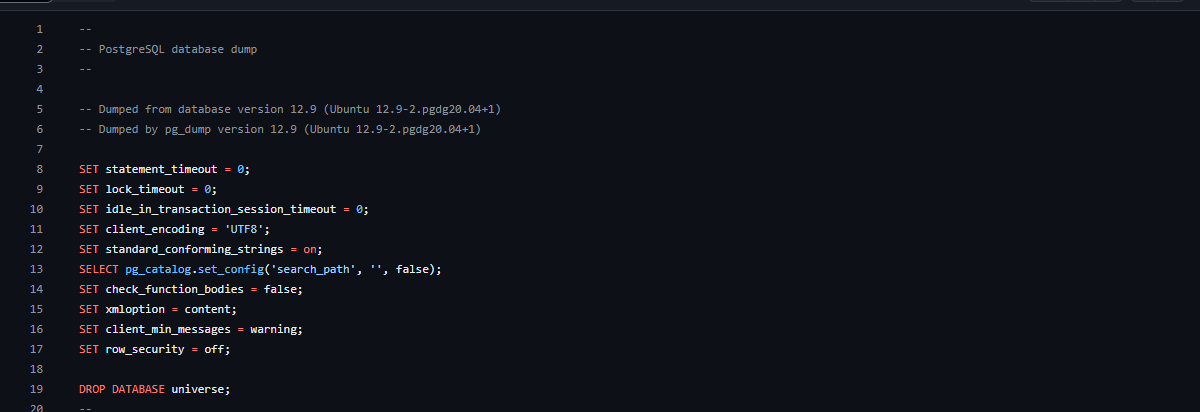 1 --
2 -- PostgreSQL database dump
3 --
4
5 -- Dumped from database version 12.9 (Ubuntu 12.9-2.pgdg20.04+1)
6 -- Dumped by pg_dump version 12.9 (Ubuntu 12.9-2.pgdg20.04+1)
7
8 SET statement_timeout = 0;
9 SET lock_timeout = 0;
10 SET idle_in_transaction_session_timeout = 0;
11 SET client_encoding = 'UTF8';
12 SET standard_conforming_strings = on;
13 SELECT pg_catalog.set_config('search_path', '', false);
14 SET check_function_bodies = false;
15 SET xmloption = content;
16 SET client_min_messages = warning;
17 SET row_security = off;
18
19 DROP DATABASE universe;
20 --